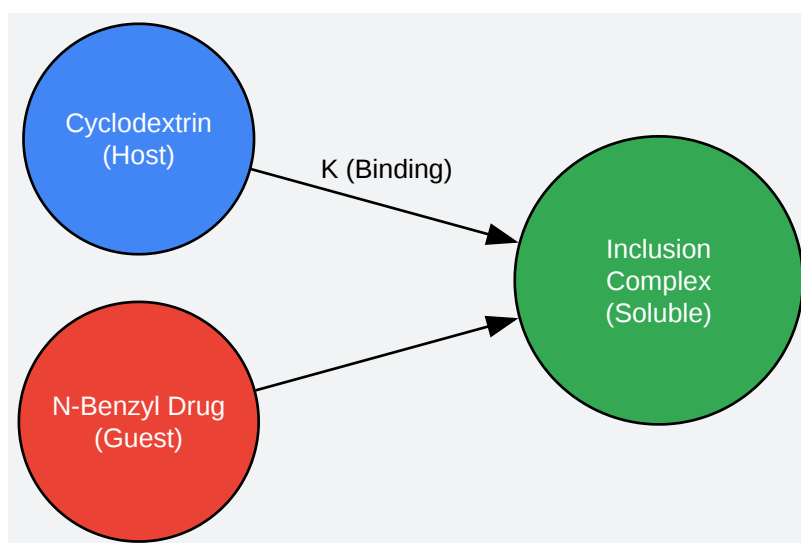 Cyclodextrin
(Host)
K (Binding)
Inclusion
Complex
(Soluble)
N-Benzyl Drug
(Guest)